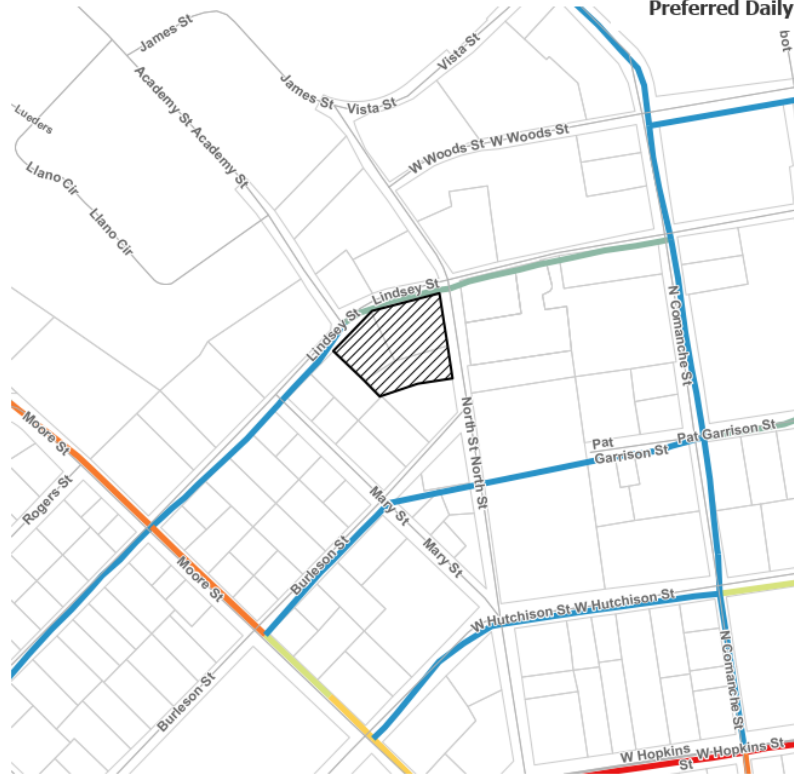 Preferred Daily
James St
bot
Vista St
Academy St Academy St
James St
Vista St
Lueders
W Woods St W Woods St
Llano Cir
Llano Cir
Lindsey St
Lindsey St
N Comanche St
Moore St
North St North St
Pat
Garrison St
Pat Garrison St
Rogers St
Mary St
Mary St
Burleson St
Moore St
W Hutchison St W Hutchison St
Burleson St
N Comanche St
W Hopkins
St
W Hopkins St